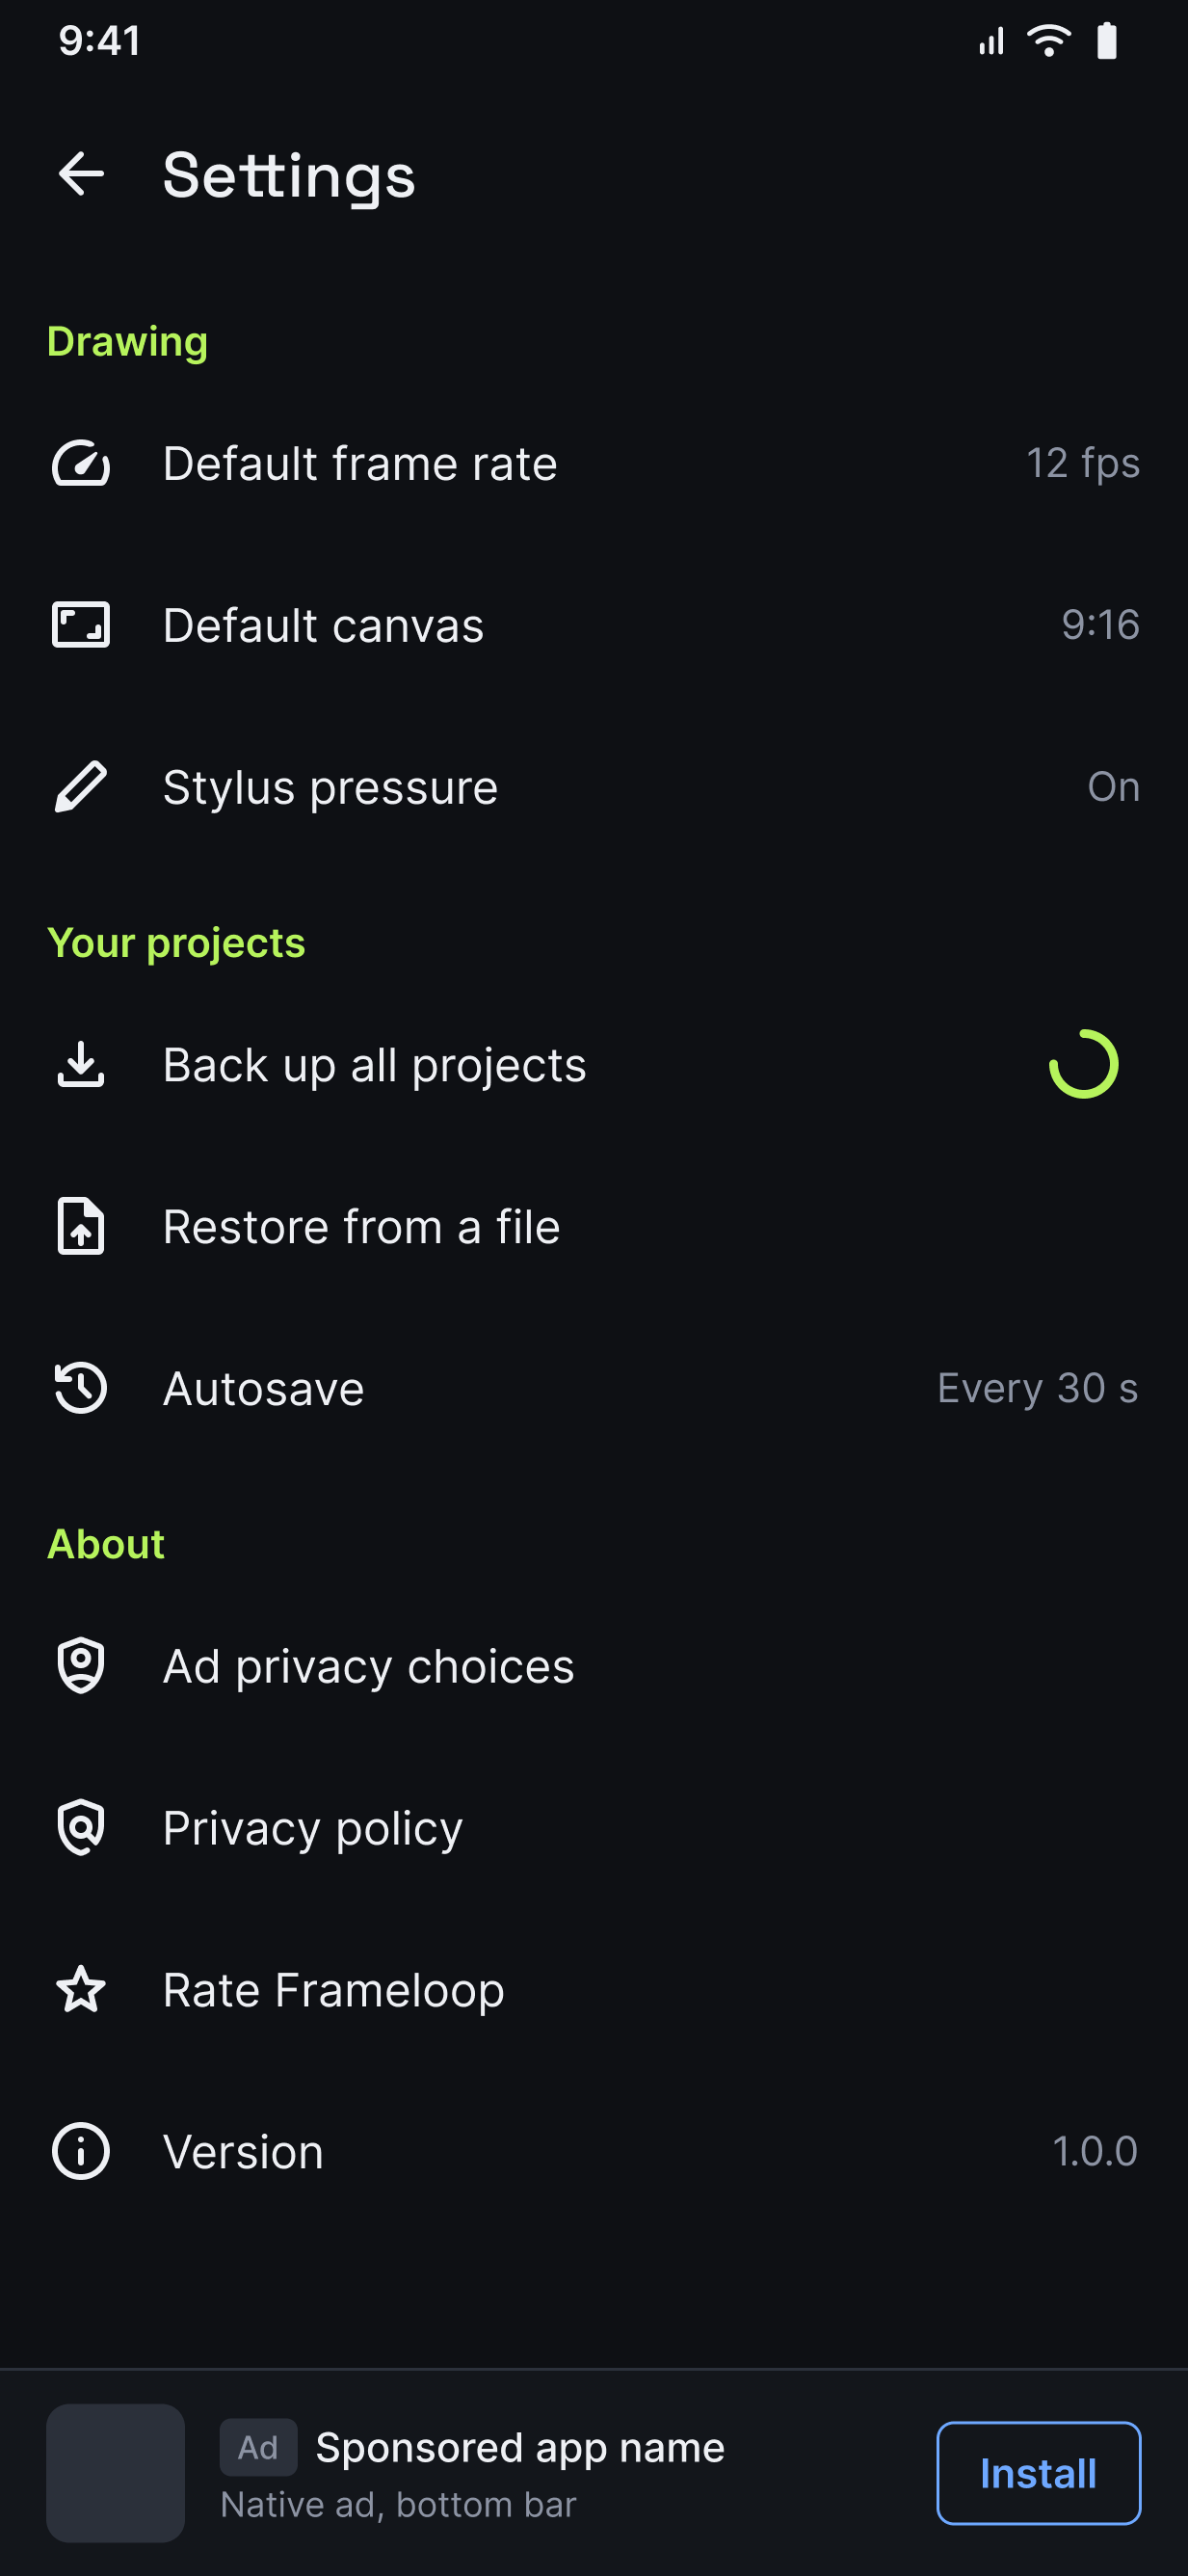 9:41
Settings
Drawing
Default frame rate 12 fps
Default canvas 9:16
Stylus pressure On
Your projects
Back up all projects
Restore from a file
Autosave Every 30 s
About
Ad privacy choices
Privacy policy
Rate Frameloop
Version 1.0.0
Ad Sponsored app name
Native ad, bottom bar
Install